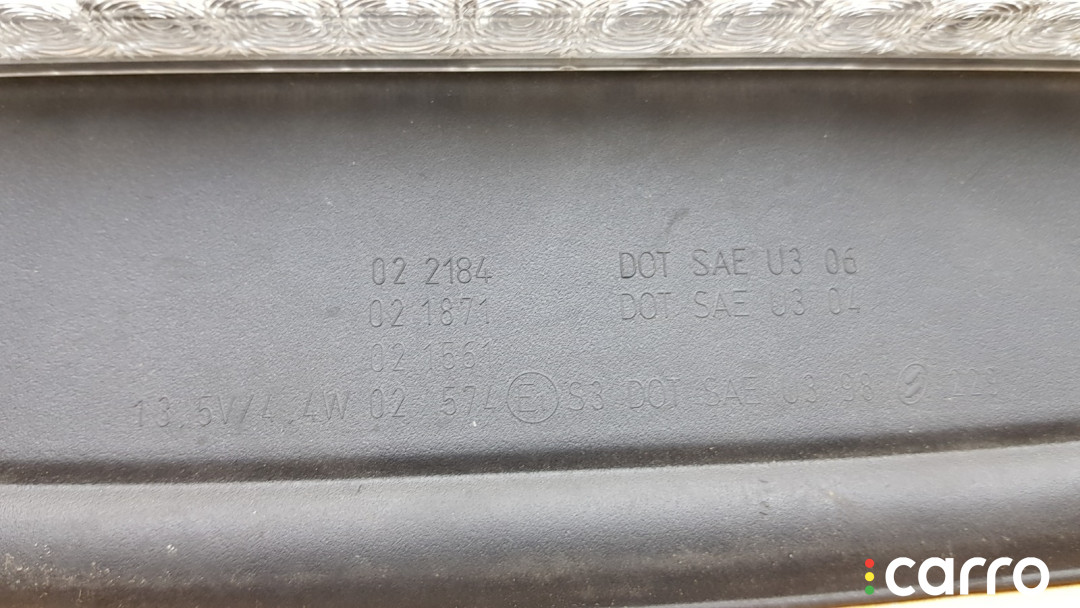 02 2184 DOT SAE U3 06
02 1871 DOT SAE U3 04
02 1561
13,5V/4,4W 02 1574 E1 S3 DOT SAE U3 98
carro